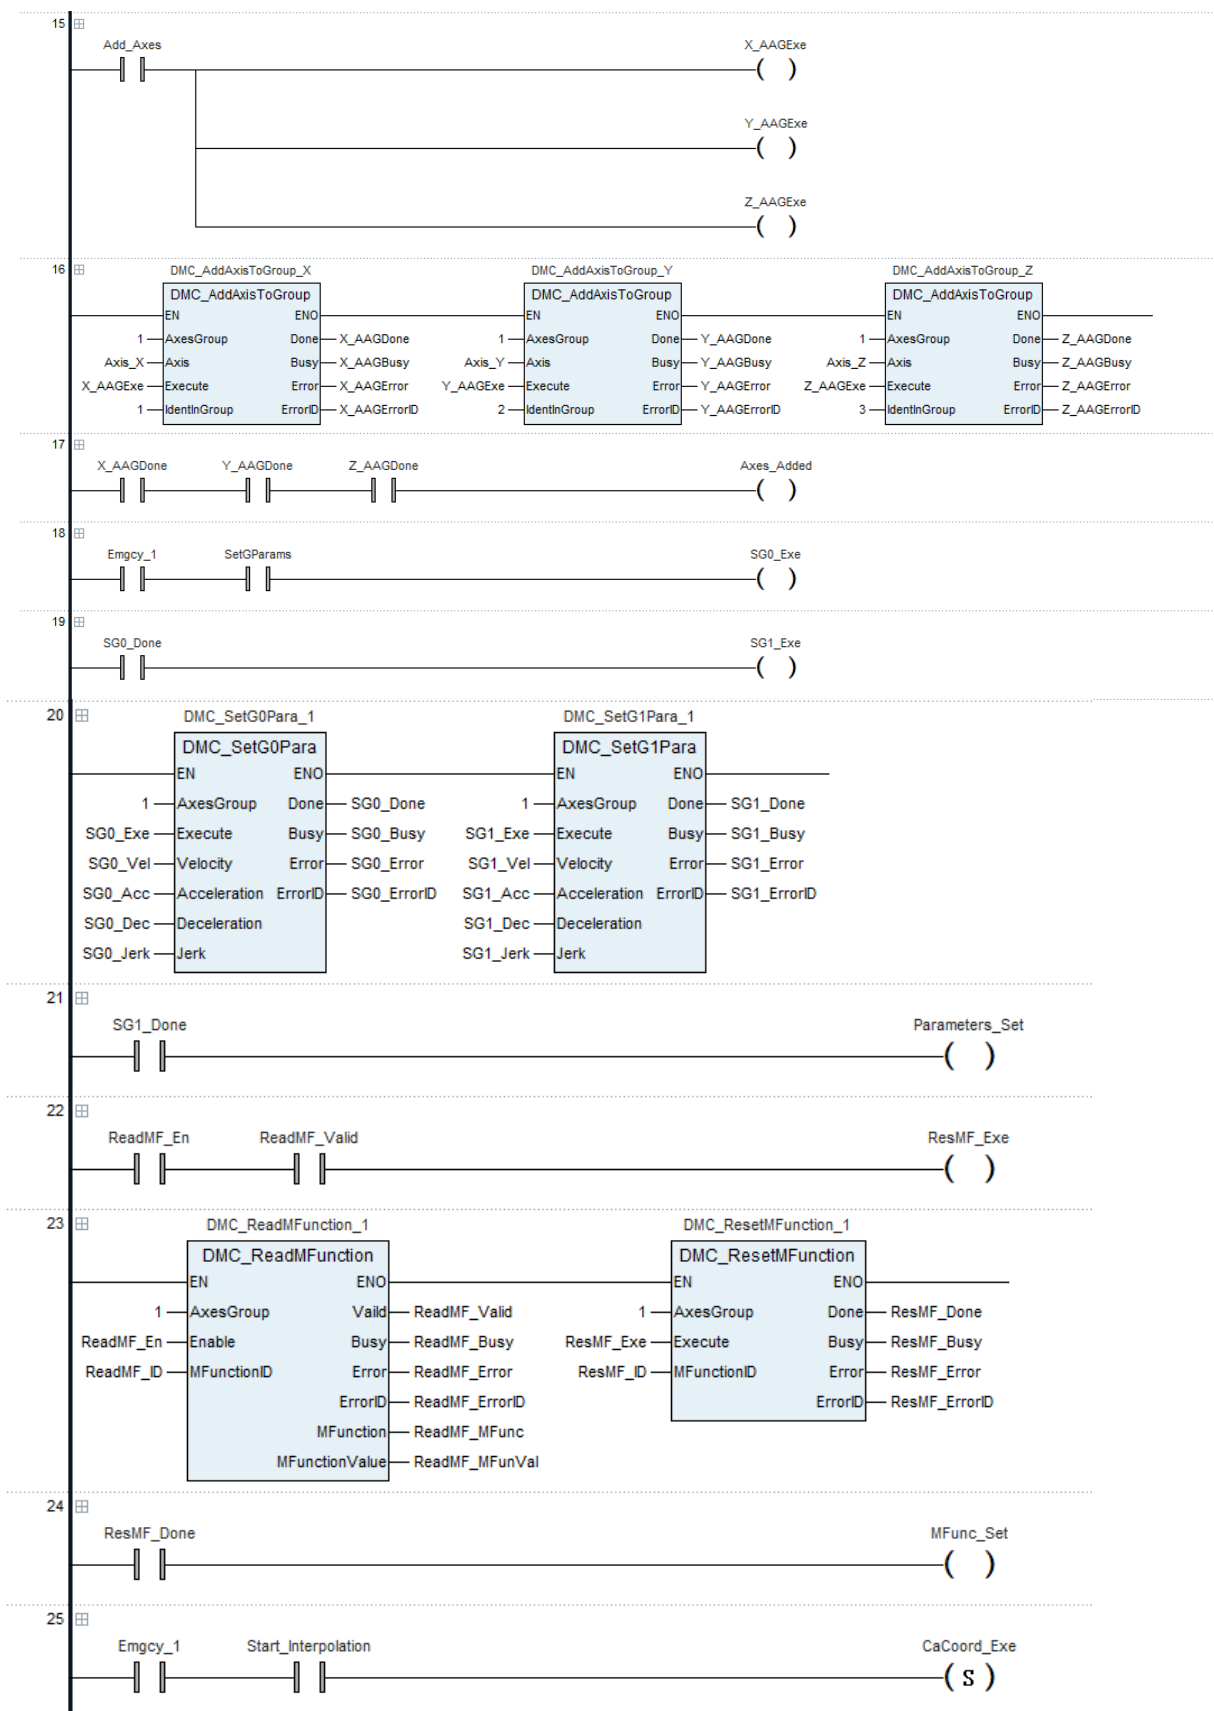 15
Add_Axes X_AAGExe
Y_AAGExe
Z_AAGExe
16 DMC_AddAxisToGroup_X DMC_AddAxisToGroup_Y DMC_AddAxisToGroup_Z
DMC_AddAxisToGroup DMC_AddAxisToGroup DMC_AddAxisToGroup
EN ENO EN ENO EN ENO
1 AxesGroup Done X_AAGDone 1 AxesGroup Done Y_AAGDone 1 AxesGroup Done Z_AAGDone
Axis_X Axis Busy X_AAGBusy Axis_Y Axis Busy Y_AAGBusy Axis_Z Axis Busy Z_AAGBusy
X_AAGExe Execute Error X_AAGError Y_AAGExe Execute Error Y_AAGError Z_AAGExe Execute Error Z_AAGError
1 IdentInGroup ErrorID X_AAGErrorID 2 IdentInGroup ErrorID Y_AAGErrorID 3 IdentInGroup ErrorID Z_AAGErrorID
17
X_AAGDone Y_AAGDone Z_AAGDone Axes_Added
18
Emgcy_1 SetGParams SG0_Exe
19
SG0_Done SG1_Exe
20 DMC_SetG0Para_1 DMC_SetG1Para_1
DMC_SetG0Para DMC_SetG1Para
EN ENO EN ENO
1 AxesGroup Done SG0_Done 1 AxesGroup Done SG1_Done
SG0_Exe Execute Busy SG0_Busy SG1_Exe Execute Busy SG1_Busy
SG0_Vel Velocity Error SG0_Error SG1_Vel Velocity Error SG1_Error
SG0_Acc Acceleration ErrorID SG0_ErrorID SG1_Acc Acceleration ErrorID SG1_ErrorID
SG0_Dec Deceleration SG1_Dec Deceleration
SG0_Jerk Jerk SG1_Jerk Jerk
21
SG1_Done Parameters_Set
22
ReadMF_En ReadMF_Valid ResMF_Exe
23 DMC_ReadMFunction_1 DMC_ResetMFunction_1
DMC_ReadMFunction DMC_ResetMFunction
EN ENO EN ENO
1 AxesGroup Vaild ReadMF_Valid 1 AxesGroup Done ResMF_Done
ReadMF_En Enable Busy ReadMF_Busy ResMF_Exe Execute Busy ResMF_Busy
ReadMF_ID MFunctionID Error ReadMF_Error ResMF_ID MFunctionID Error ResMF_Error
ErrorID ReadMF_ErrorID ErrorID ResMF_ErrorID
MFunction ReadMF_MFunc
MFunctionValue ReadMF_MFunVal
24
ResMF_Done MFunc_Set
25
Emgcy_1 Start_Interpolation CaCoord_Exe
S